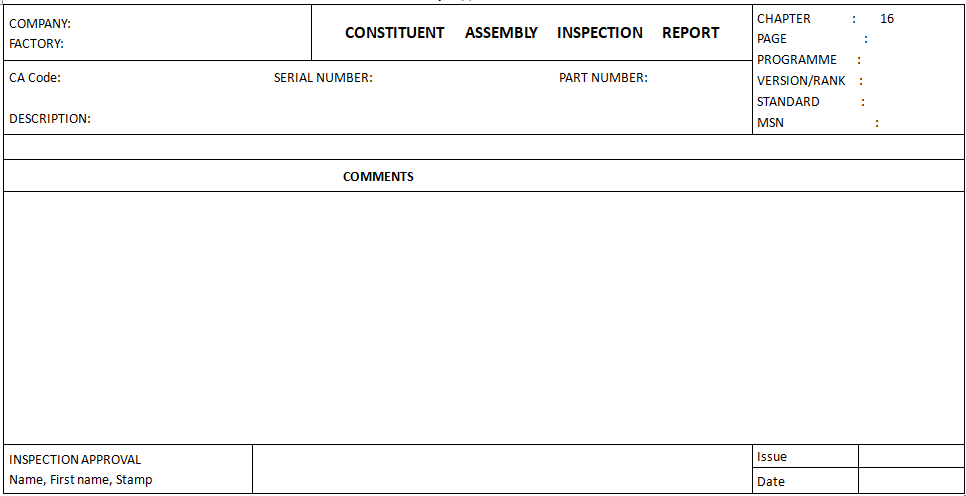 COMPANY:
FACTORY:
CONSTITUENT ASSEMBLY INSPECTION REPORT
CHAPTER : 16
PAGE :
PROGRAMME :
VERSION/RANK :
STANDARD :
MSN :
CA Code: SERIAL NUMBER: PART NUMBER:
DESCRIPTION:
COMMENTS
INSPECTION APPROVAL
Name, First name, Stamp
Issue
Date